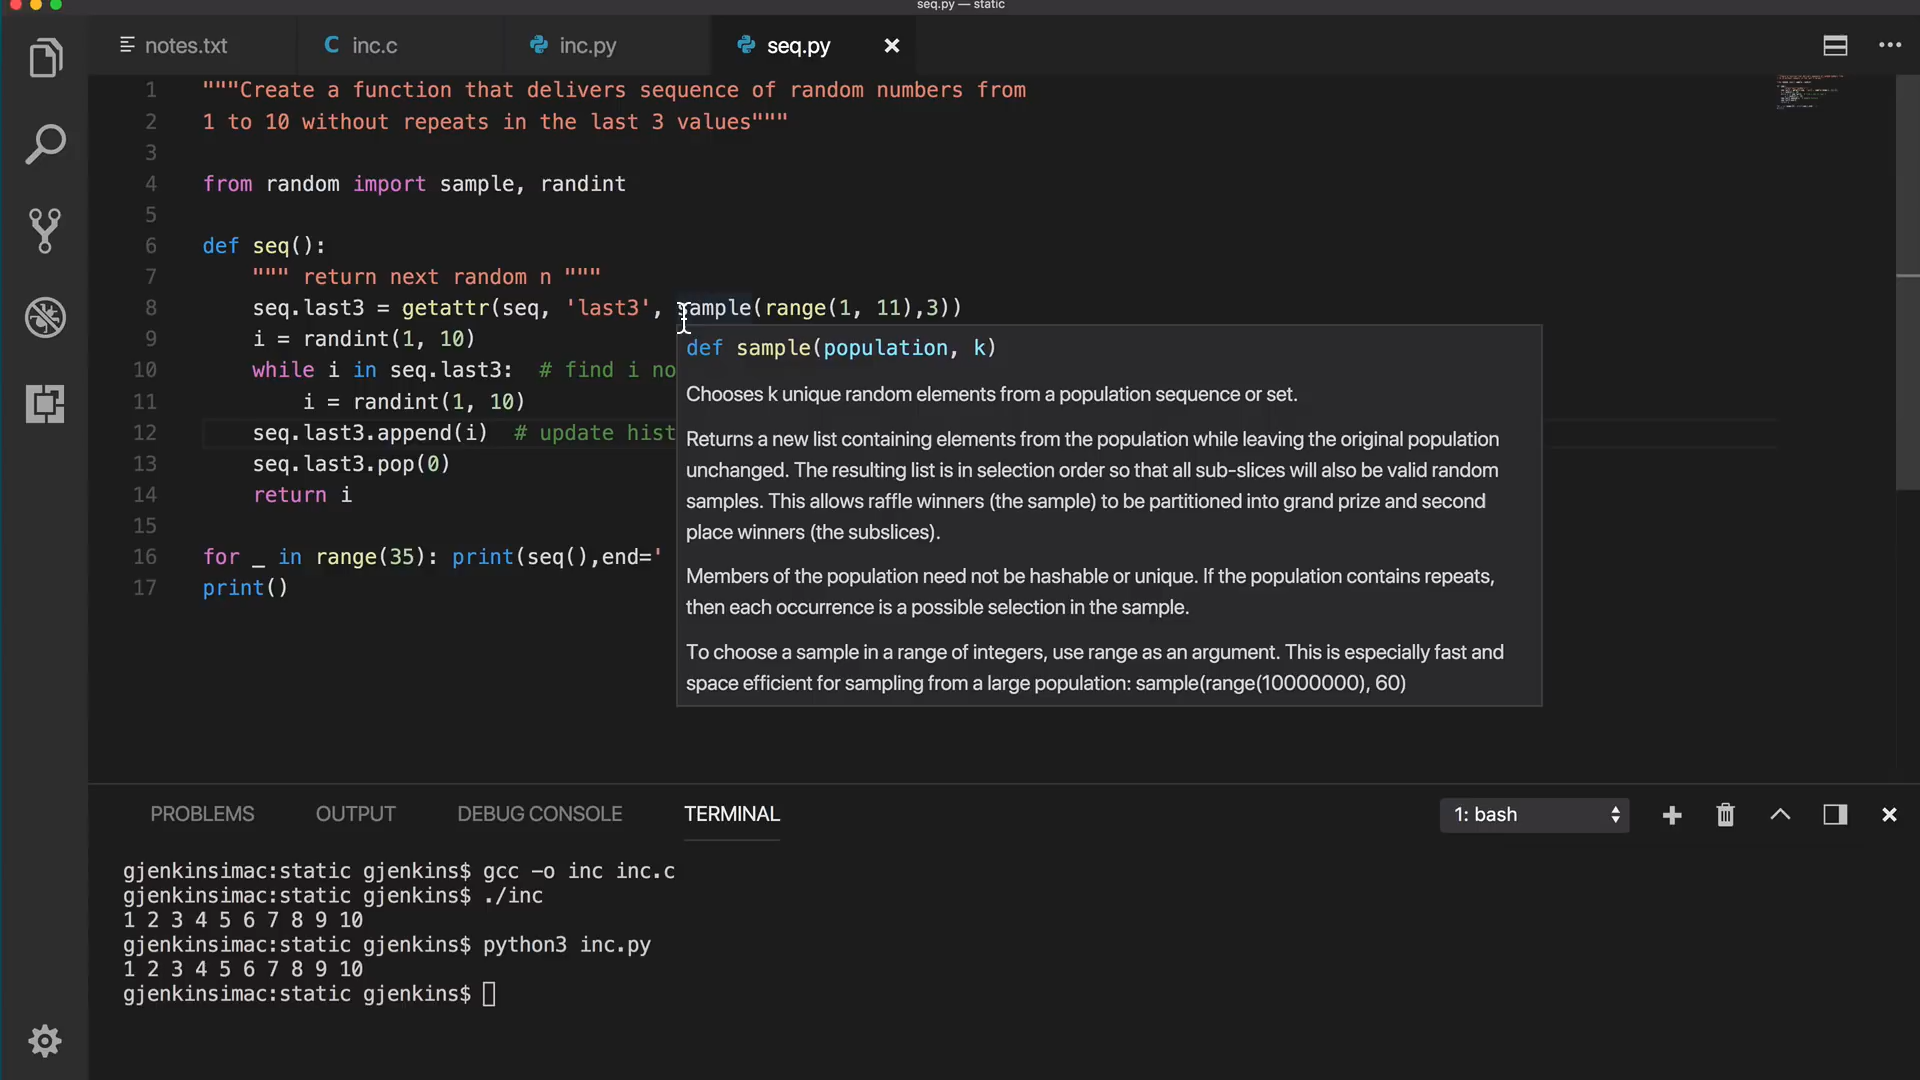 seq.py — static
notes.txt
inc.c
inc.py
seq.py
1 """Create a function that delivers sequence of random numbers from
2 1 to 10 without repeats in the last 3 values"""
3
4 from random import sample, randint
5
6 def seq():
7 """ return next random n """
8 seq.last3 = getattr(seq, 'last3', sample(range(1, 11),3))
9 i = randint(1, 10)
10 while i in seq.last3:  # find i no
11 i = randint(1, 10)
12 seq.last3.append(i)  # update hist
13 seq.last3.pop(0)
14 return i
15
16 for _ in range(35): print(seq(),end='
17 print()
def sample(population, k)
Chooses k unique random elements from a population sequence or set.
Returns a new list containing elements from the population while leaving the original population
unchanged. The resulting list is in selection order so that all sub-slices will also be valid random
samples. This allows raffle winners (the sample) to be partitioned into grand prize and second
place winners (the subslices).
Members of the population need not be hashable or unique. If the population contains repeats,
then each occurrence is a possible selection in the sample.
To choose a sample in a range of integers, use range as an argument. This is especially fast and
space efficient for sampling from a large population: sample(range(10000000), 60)
PROBLEMS OUTPUT DEBUG CONSOLE TERMINAL 1: bash
gjenkinsimac:static gjenkins$ gcc -o inc inc.c
gjenkinsimac:static gjenkins$ ./inc
1 2 3 4 5 6 7 8 9 10
gjenkinsimac:static gjenkins$ python3 inc.py
1 2 3 4 5 6 7 8 9 10
gjenkinsimac:static gjenkins$